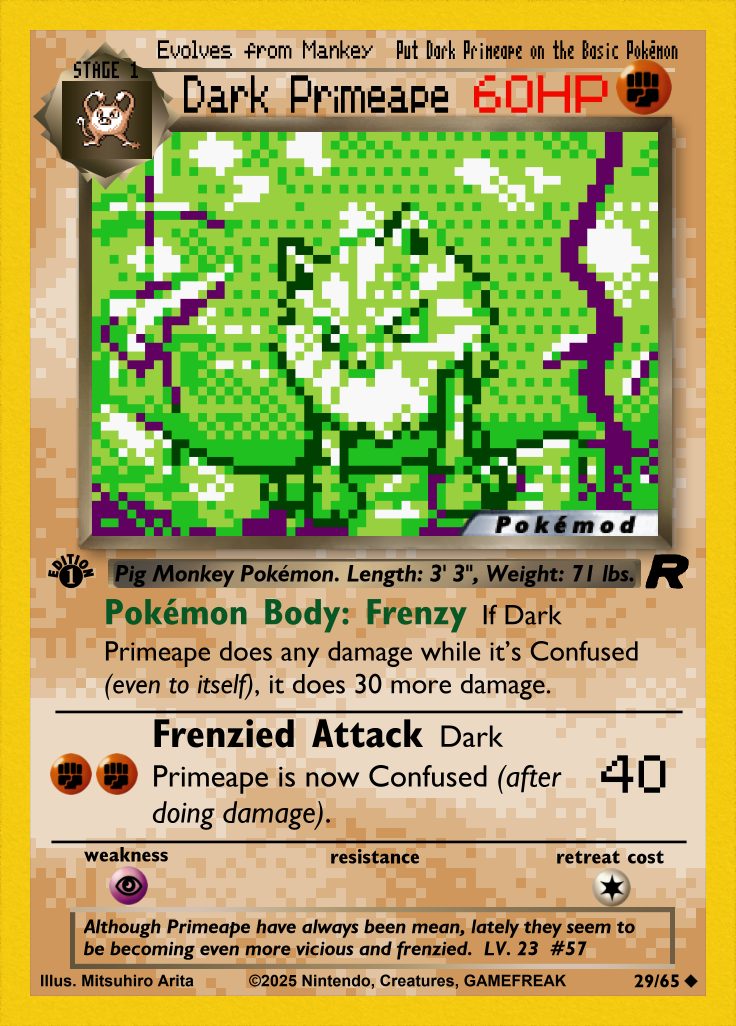 Evolves from Mankey Put Dark Primeape on the Basic Pokémon
STAGE 1
Dark Primeape 60HP
Pokémod
EDITION
1
Pig Monkey Pokémon. Length: 3' 3", Weight: 71 lbs.
R
Pokémon Body: Frenzy If Dark
Primeape does any damage while it's Confused
(even to itself), it does 30 more damage.
Frenzied Attack Dark
Primeape is now Confused (after
doing damage).
40
weakness resistance retreat cost
Although Primeape have always been mean, lately they seem to
be becoming even more vicious and frenzied. LV. 23 #57
Illus. Mitsuhiro Arita ©2025 Nintendo, Creatures, GAMEFREAK 29/65